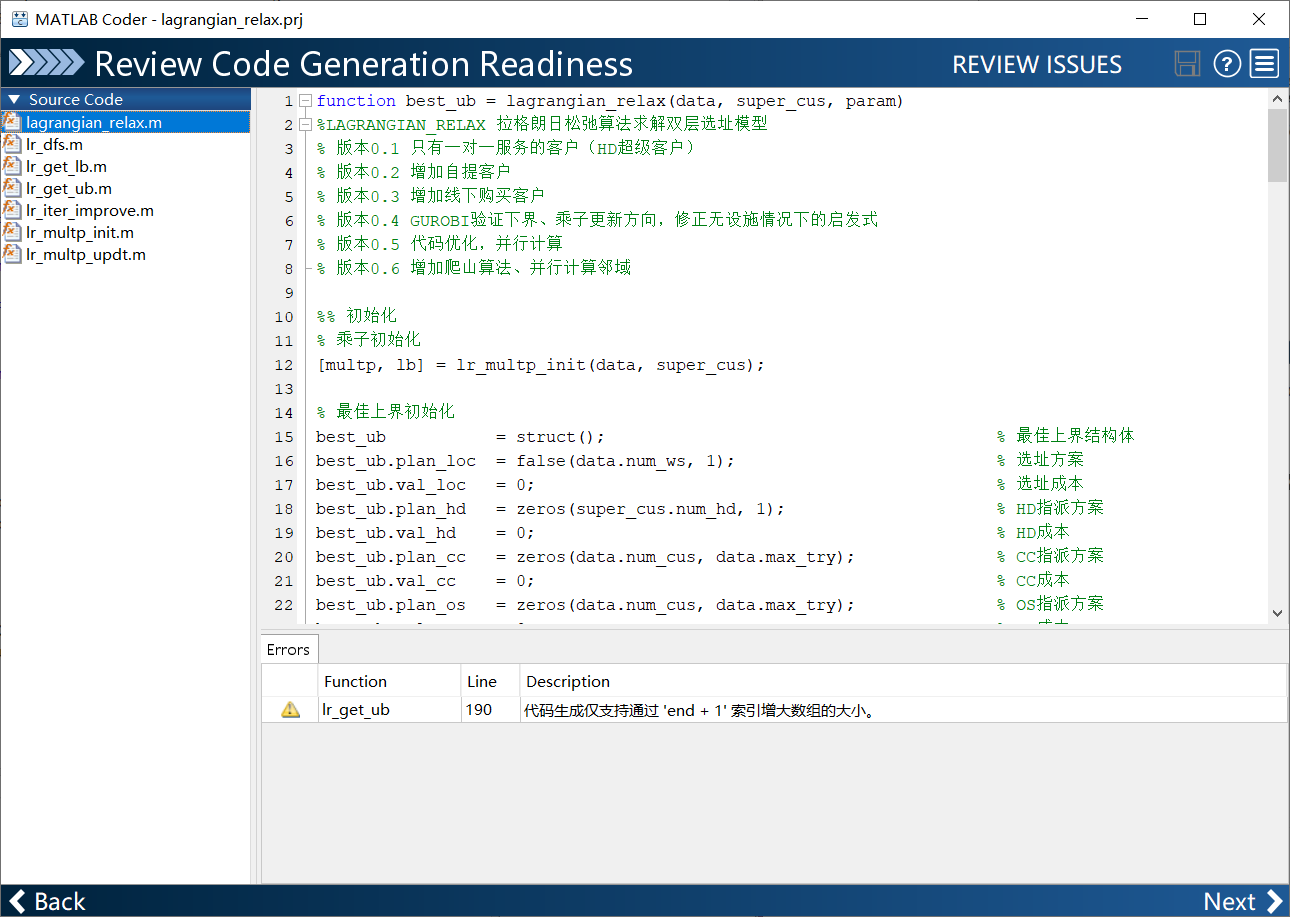 MATLAB Coder - lagrangian_relax.prj
Review Code Generation Readiness
REVIEW ISSUES
Source Code
lagrangian_relax.m
lr_dfs.m
lr_get_lb.m
lr_get_ub.m
lr_iter_improve.m
lr_multp_init.m
lr_multp_updt.m
1 function best_ub = lagrangian_relax(data, super_cus, param)
2 %LAGRANGIAN_RELAX 拉格朗日松弛算法求解双层选址模型
3 % 版本0.1 只有一对一服务的客户（HD超级客户）
4 % 版本0.2 增加自提客户
5 % 版本0.3 增加线下购买客户
6 % 版本0.4 GUROBI验证下界、乘子更新方向，修正无设施情况下的启发式
7 % 版本0.5 代码优化，并行计算
8 % 版本0.6 增加爬山算法、并行计算邻域
9
10 %% 初始化
11 % 乘子初始化
12 [multp, lb] = lr_multp_init(data, super_cus);
13
14 % 最佳上界初始化
15 best_ub = struct(); % 最佳上界结构体
16 best_ub.plan_loc = false(data.num_ws, 1); % 选址方案
17 best_ub.val_loc = 0; % 选址成本
18 best_ub.plan_hd = zeros(super_cus.num_hd, 1); % HD指派方案
19 best_ub.val_hd = 0; % HD成本
20 best_ub.plan_cc = zeros(data.num_cus, data.max_try); % CC指派方案
21 best_ub.val_cc = 0; % CC成本
22 best_ub.plan_os = zeros(data.num_cus, data.max_try); % OS指派方案
Errors
Function Line Description
lr_get_ub 190 代码生成仅支持通过 'end + 1' 索引增大数组的大小。
Back
Next